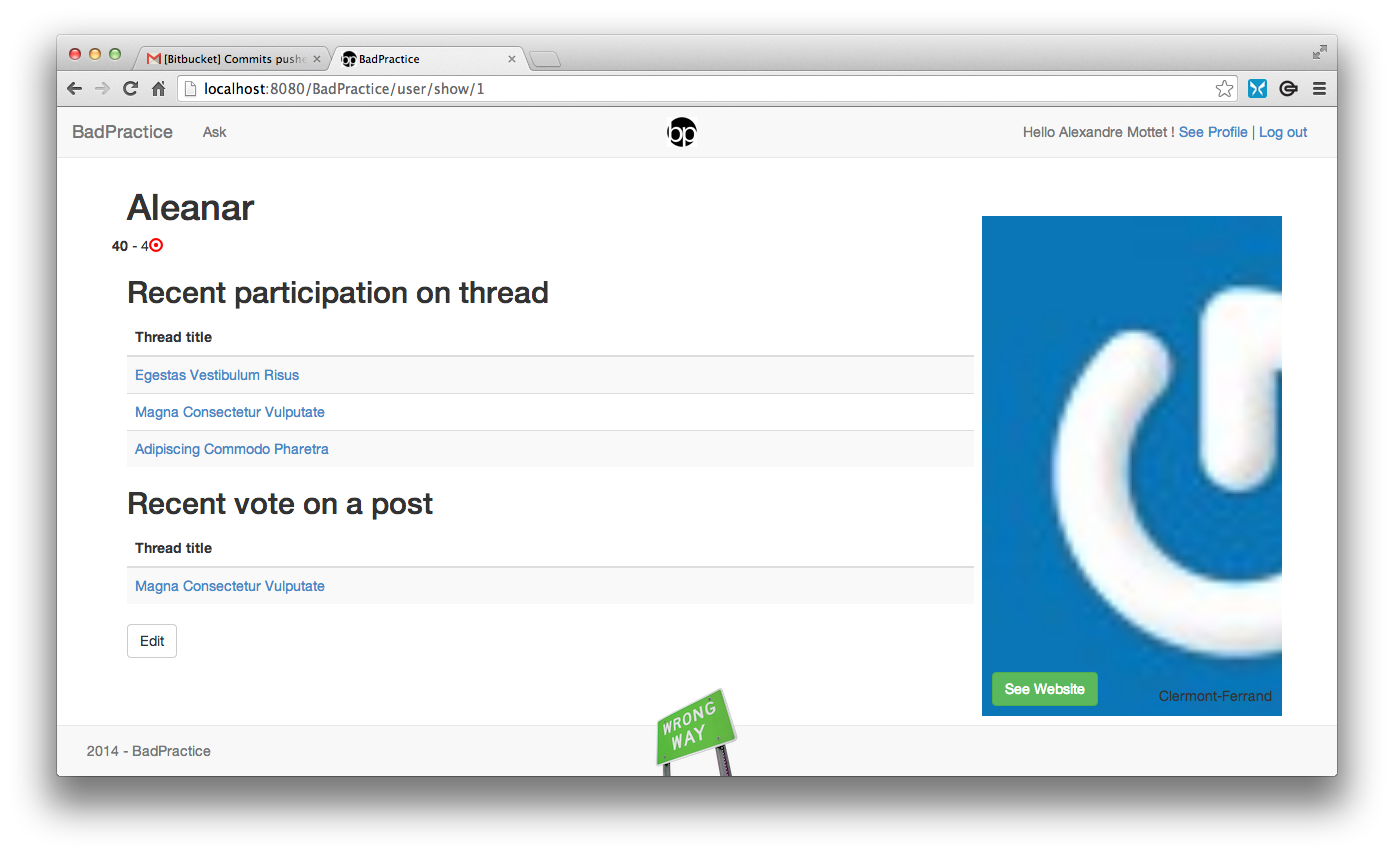 [Bitbucket] Commits pushe
BadPractice
localhost:8080/BadPractice/user/show/1
BadPractice Ask bp Hello Alexandre Mottet ! See Profile | Log out
Aleanar
40 - 4
Recent participation on thread
Thread title
Egestas Vestibulum Risus
Magna Consectetur Vulputate
Adipiscing Commodo Pharetra
Recent vote on a post
Thread title
Magna Consectetur Vulputate
Edit
See Website
Clermont-Ferrand
WRONG
WAY
2014 - BadPractice